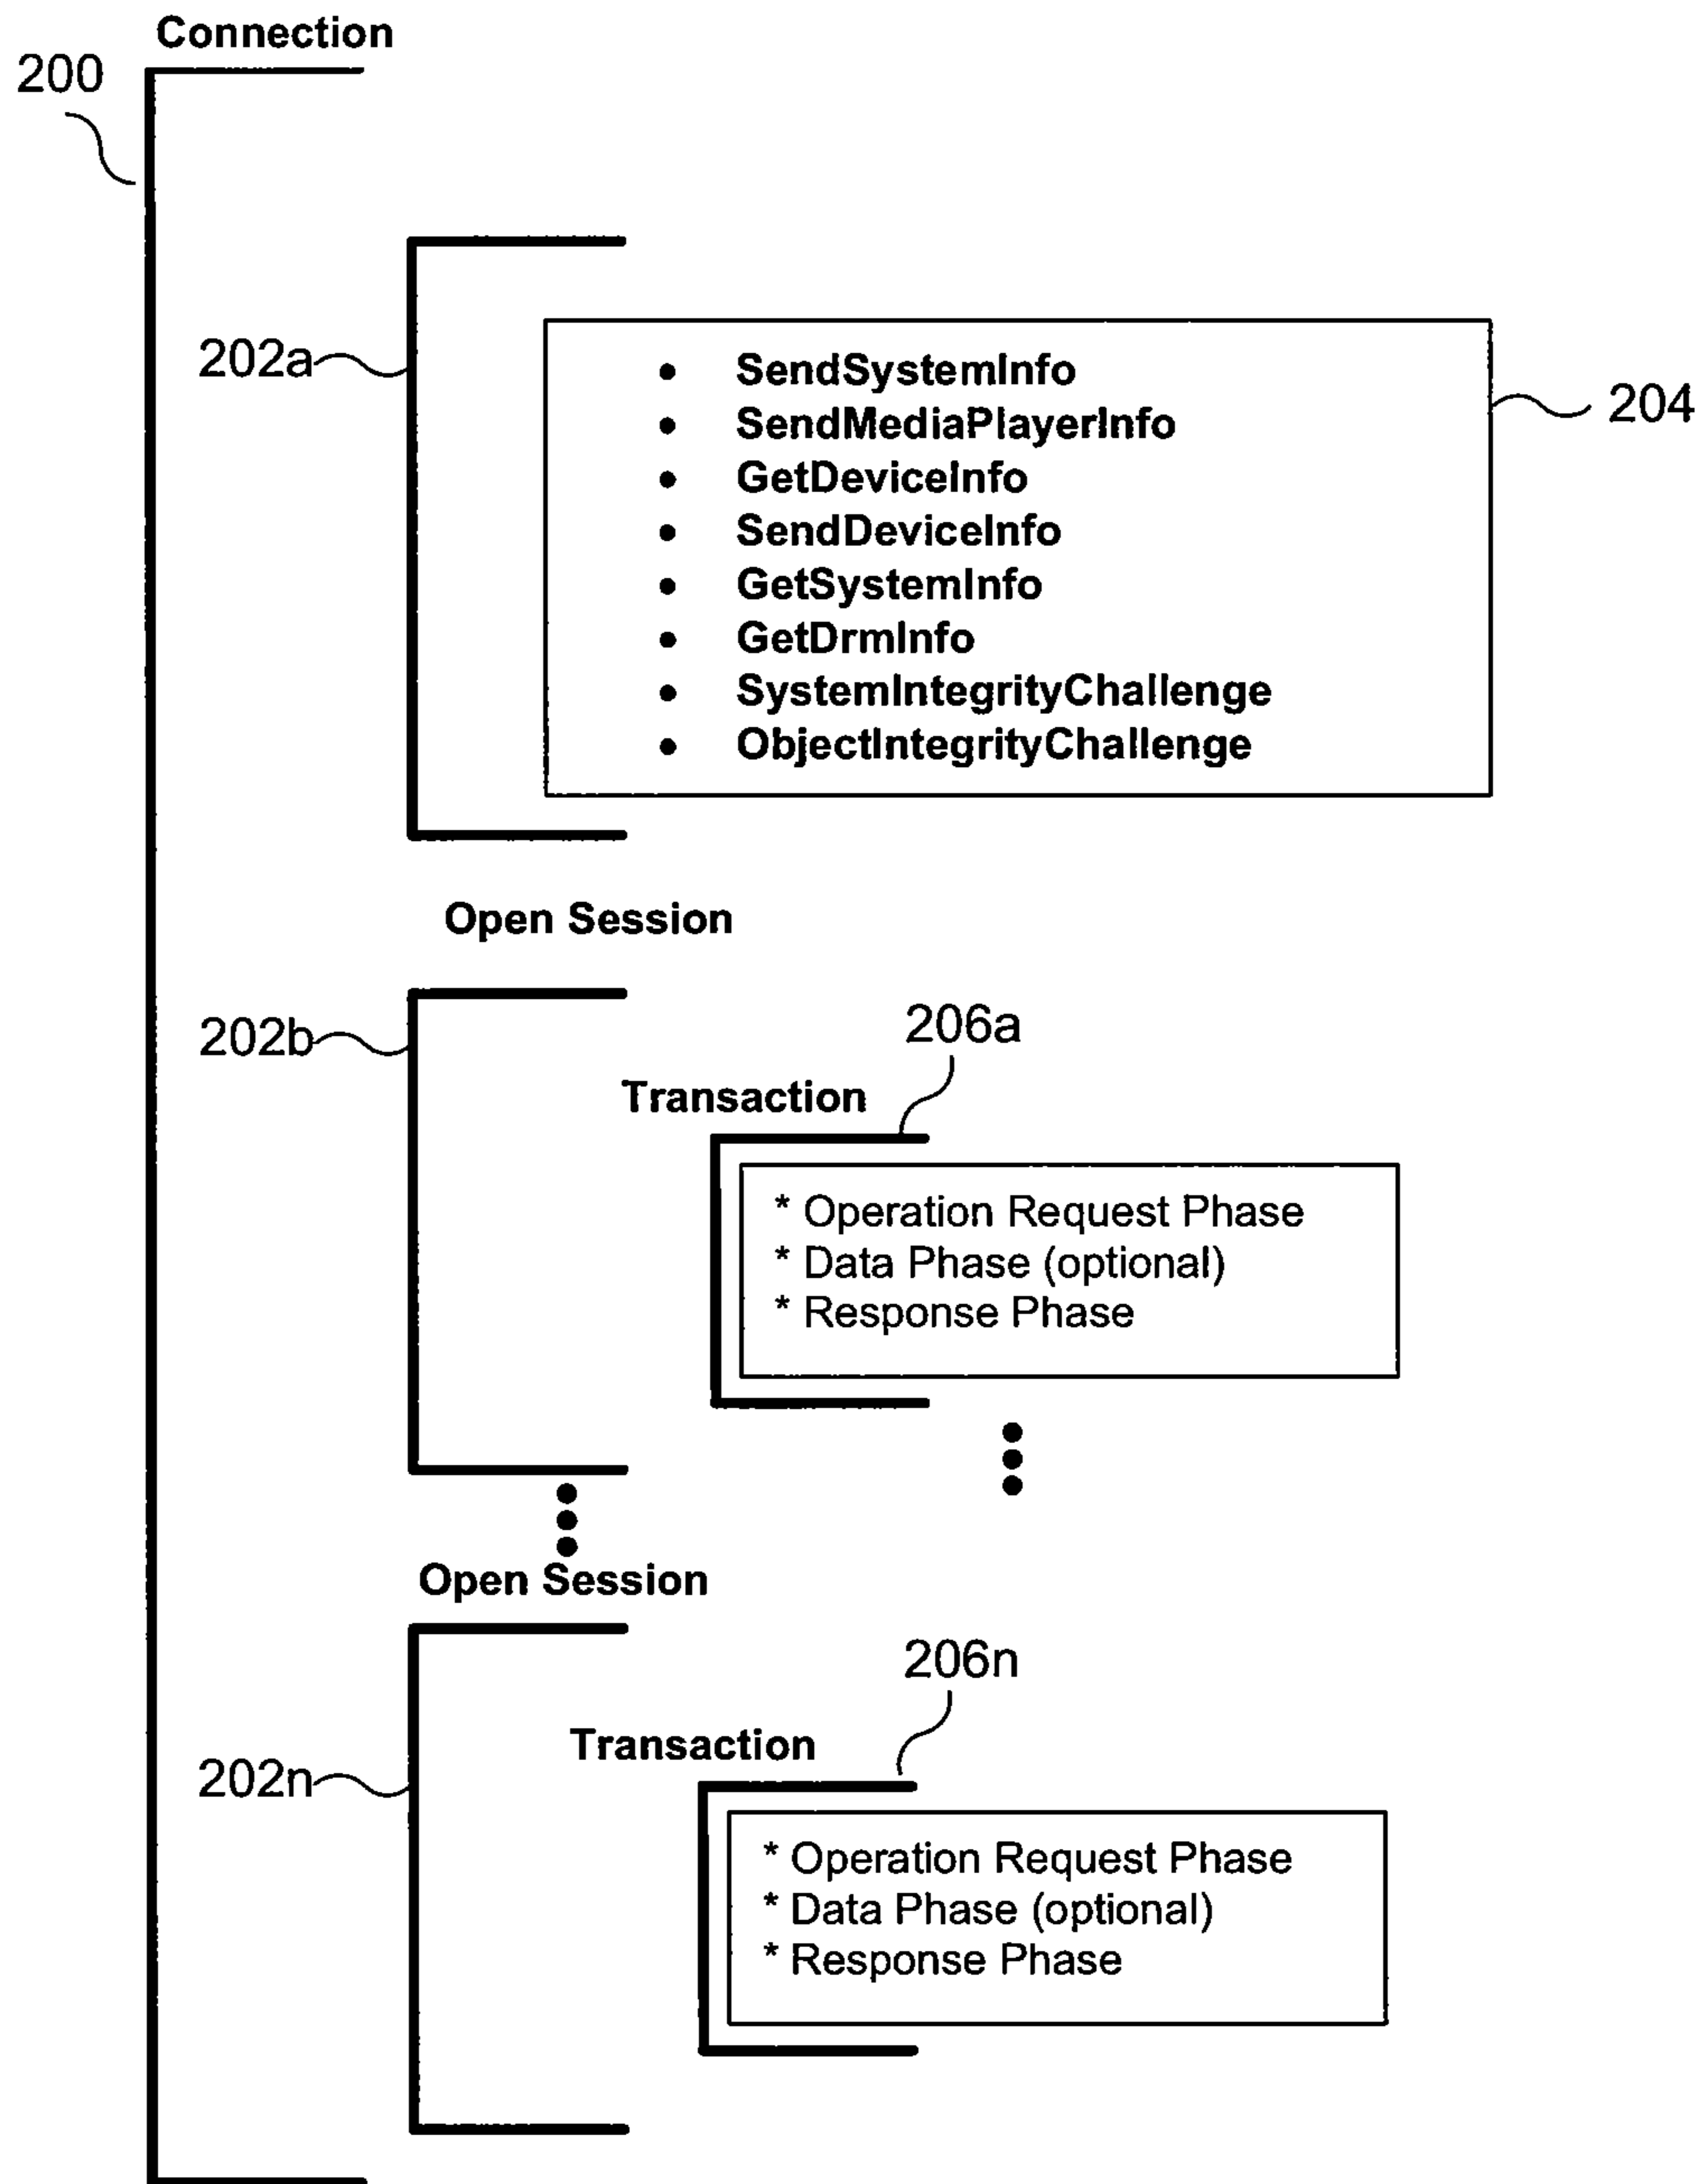 Connection
200
202a
• SendSystemInfo
• SendMediaPlayerInfo
• GetDeviceInfo
• SendDeviceInfo
• GetSystemInfo
• GetDrmInfo
• SystemIntegrityChallenge
• ObjectIntegrityChallenge
204
Open Session
202b
206a
Transaction
* Operation Request Phase
* Data Phase (optional)
* Response Phase
Open Session
206n
Transaction
202n
* Operation Request Phase
* Data Phase (optional)
* Response Phase